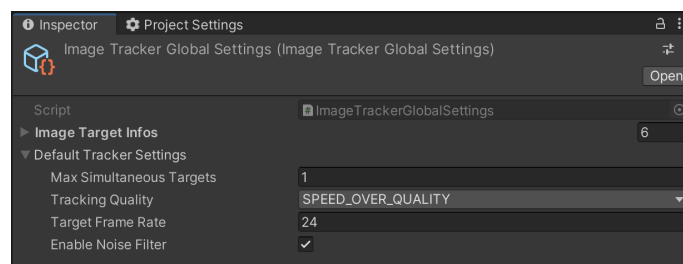 Inspector Project Settings
Image Tracker Global Settings (Image Tracker Global Settings)
Open
Script ImageTrackerGlobalSettings
Image Target Infos 6
Default Tracker Settings
Max Simultaneous Targets 1
Tracking Quality SPEED_OVER_QUALITY
Target Frame Rate 24
Enable Noise Filter